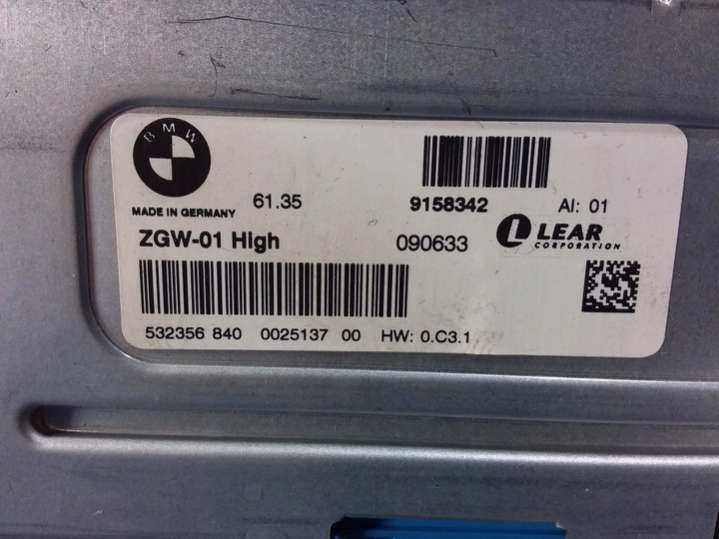 BMW
61.35 9158342 AI: 01
MADE IN GERMANY
ZGW-01 High 090633 LEAR
CORPORATION
532356 840 0025137 00 HW: 0.C3.1